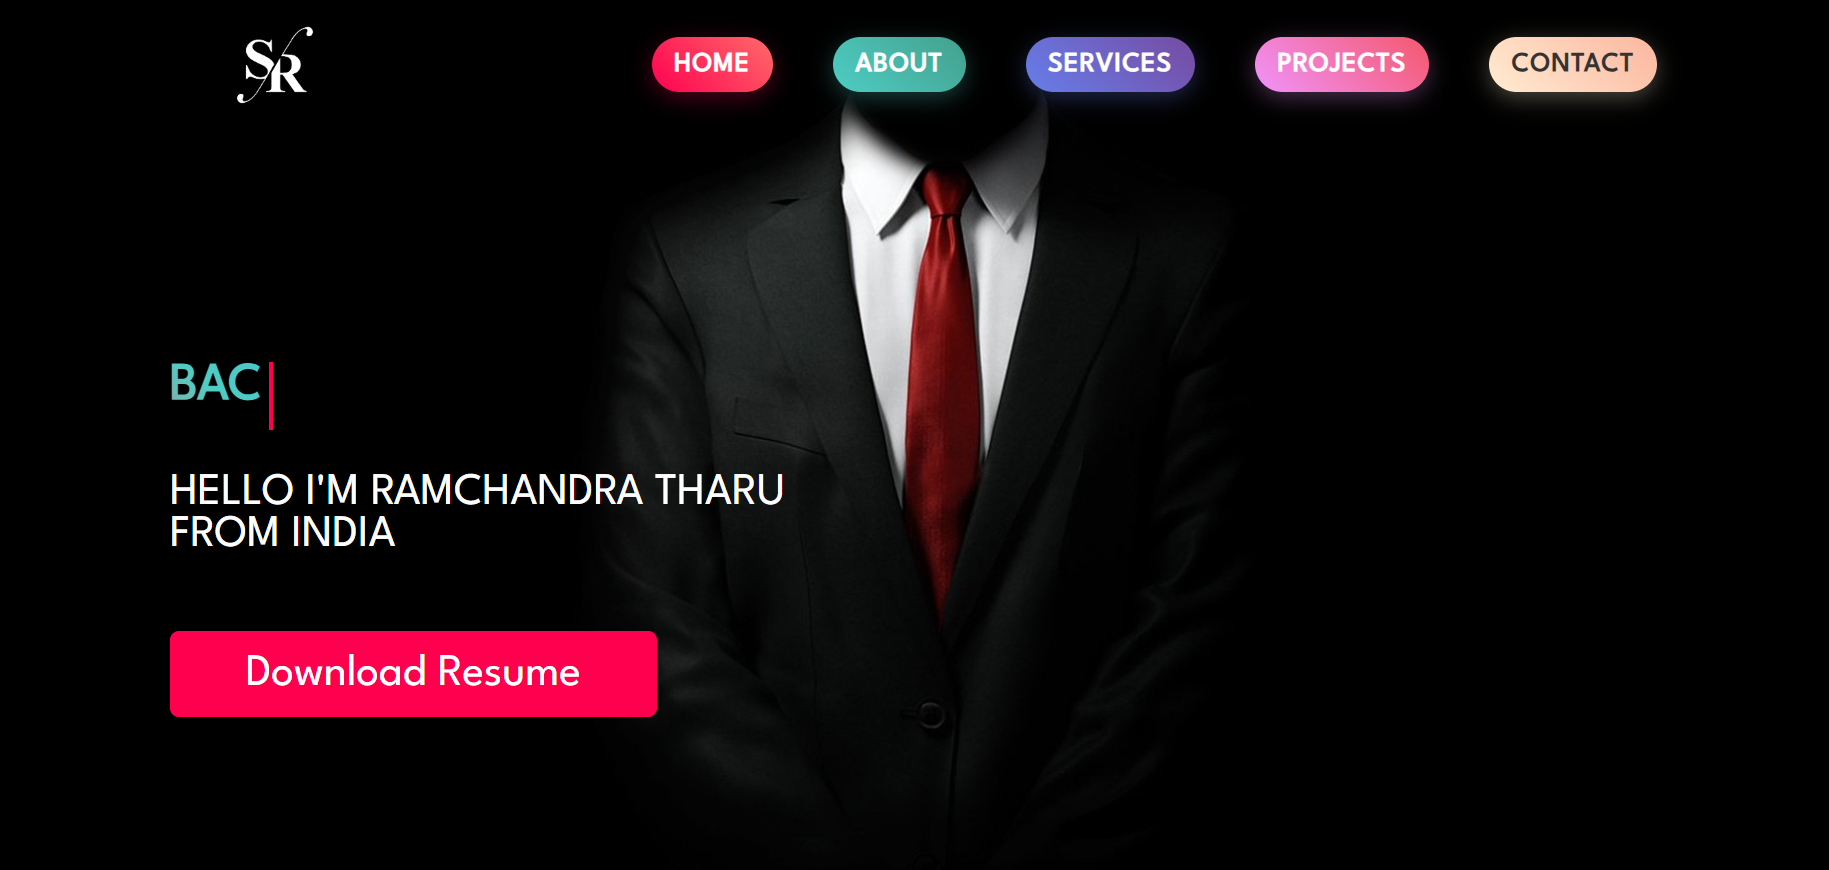 SR
HOME
ABOUT
SERVICES
PROJECTS
CONTACT
BAC
HELLO I'M RAMCHANDRA THARU
FROM INDIA
Download Resume